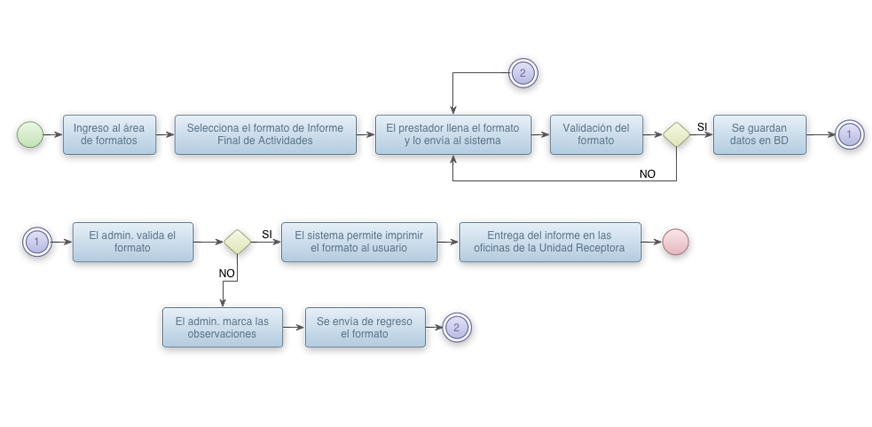 2
Ingreso al área
de formatos
Selecciona el formato de Informe
Final de Actividades
El prestador llena el formato
y lo envía al sistema
Validación del
formato
SI
Se guardan
datos en BD
1
NO
1
El admin. valida el
formato
SI
El sistema permite imprimir
el formato al usuario
Entrega del informe en las
oficinas de la Unidad Receptora
NO
El admin. marca las
observaciones
Se envía de regreso
el formato
2